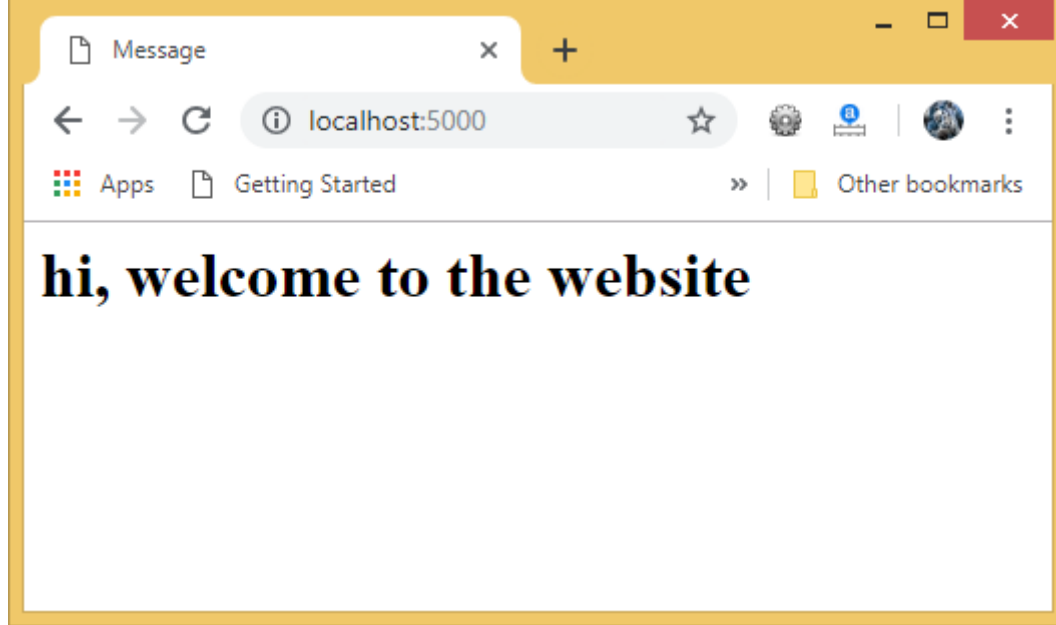 Message
localhost:5000
Apps Getting Started » Other bookmarks
hi, welcome to the website